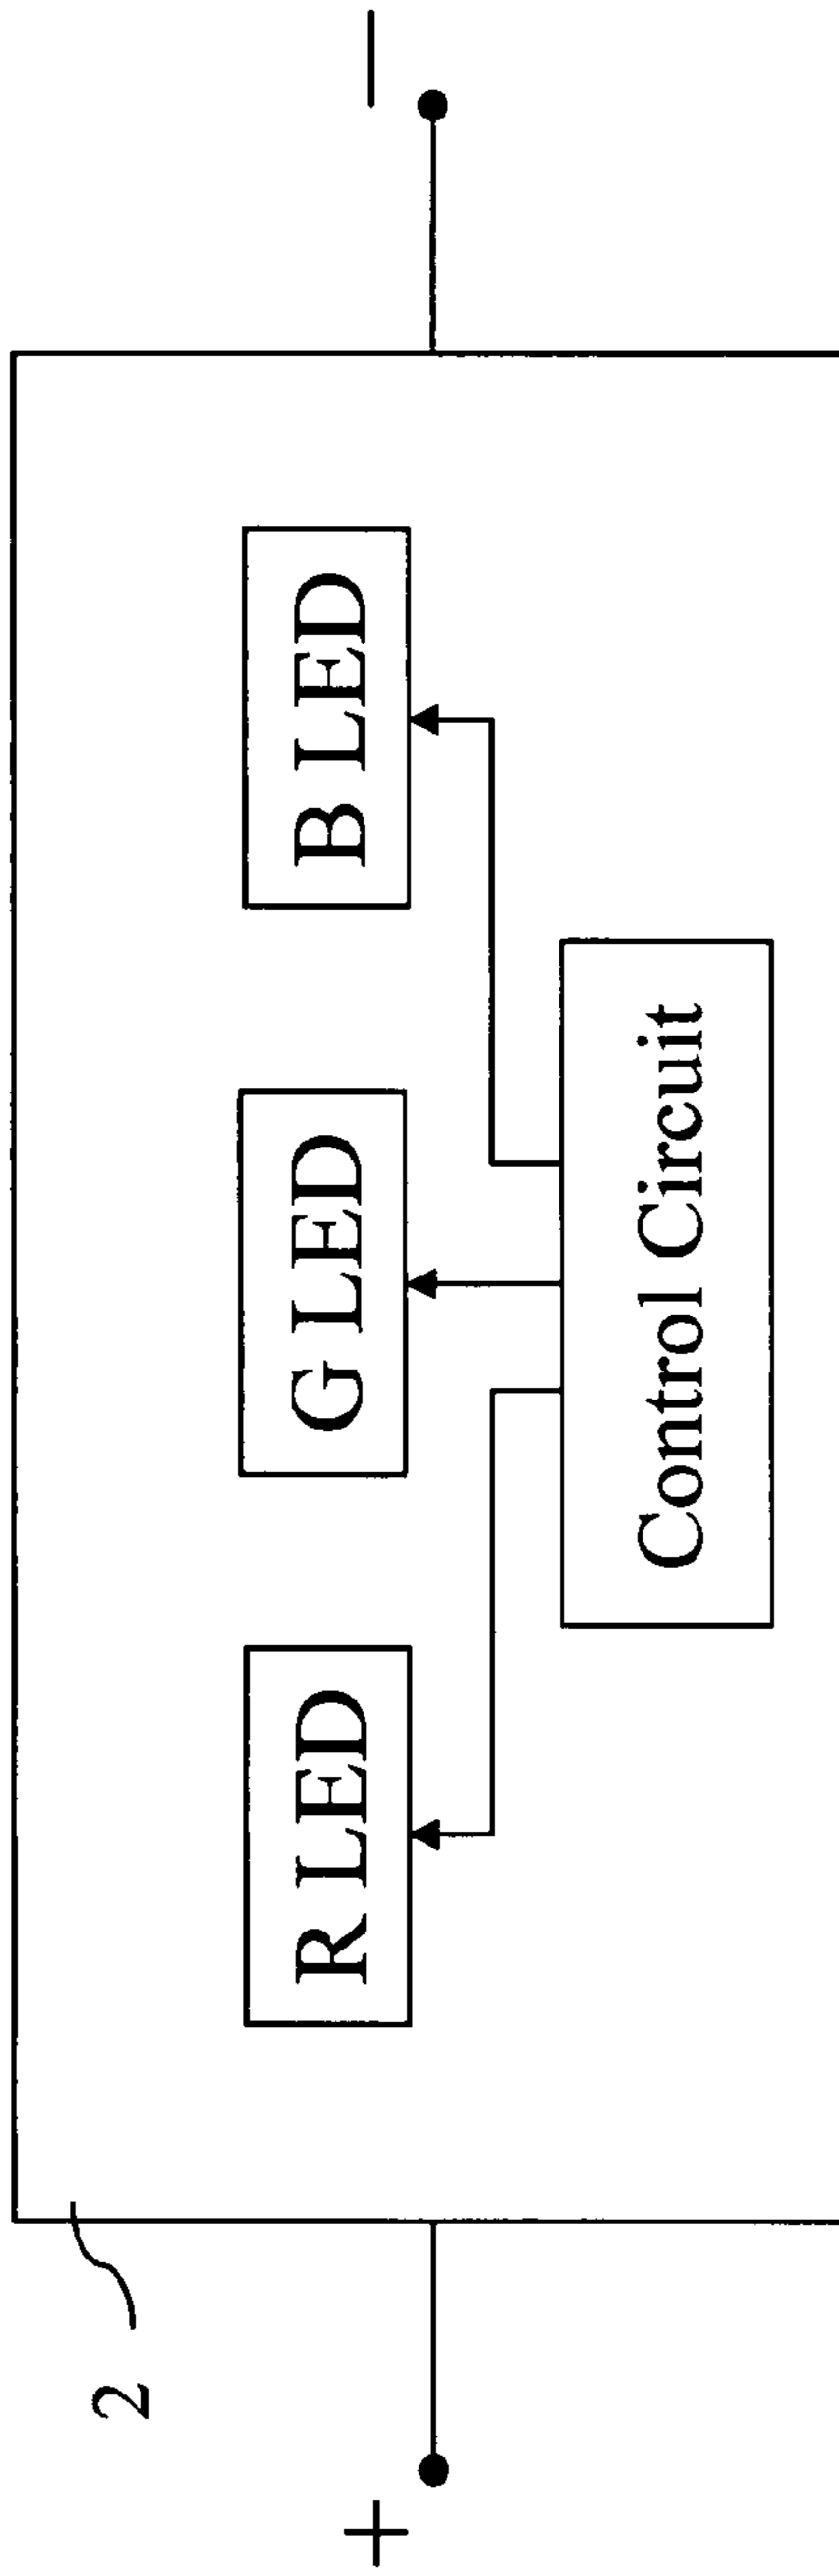 2
R LED
G LED
B LED
+
−
Control Circuit